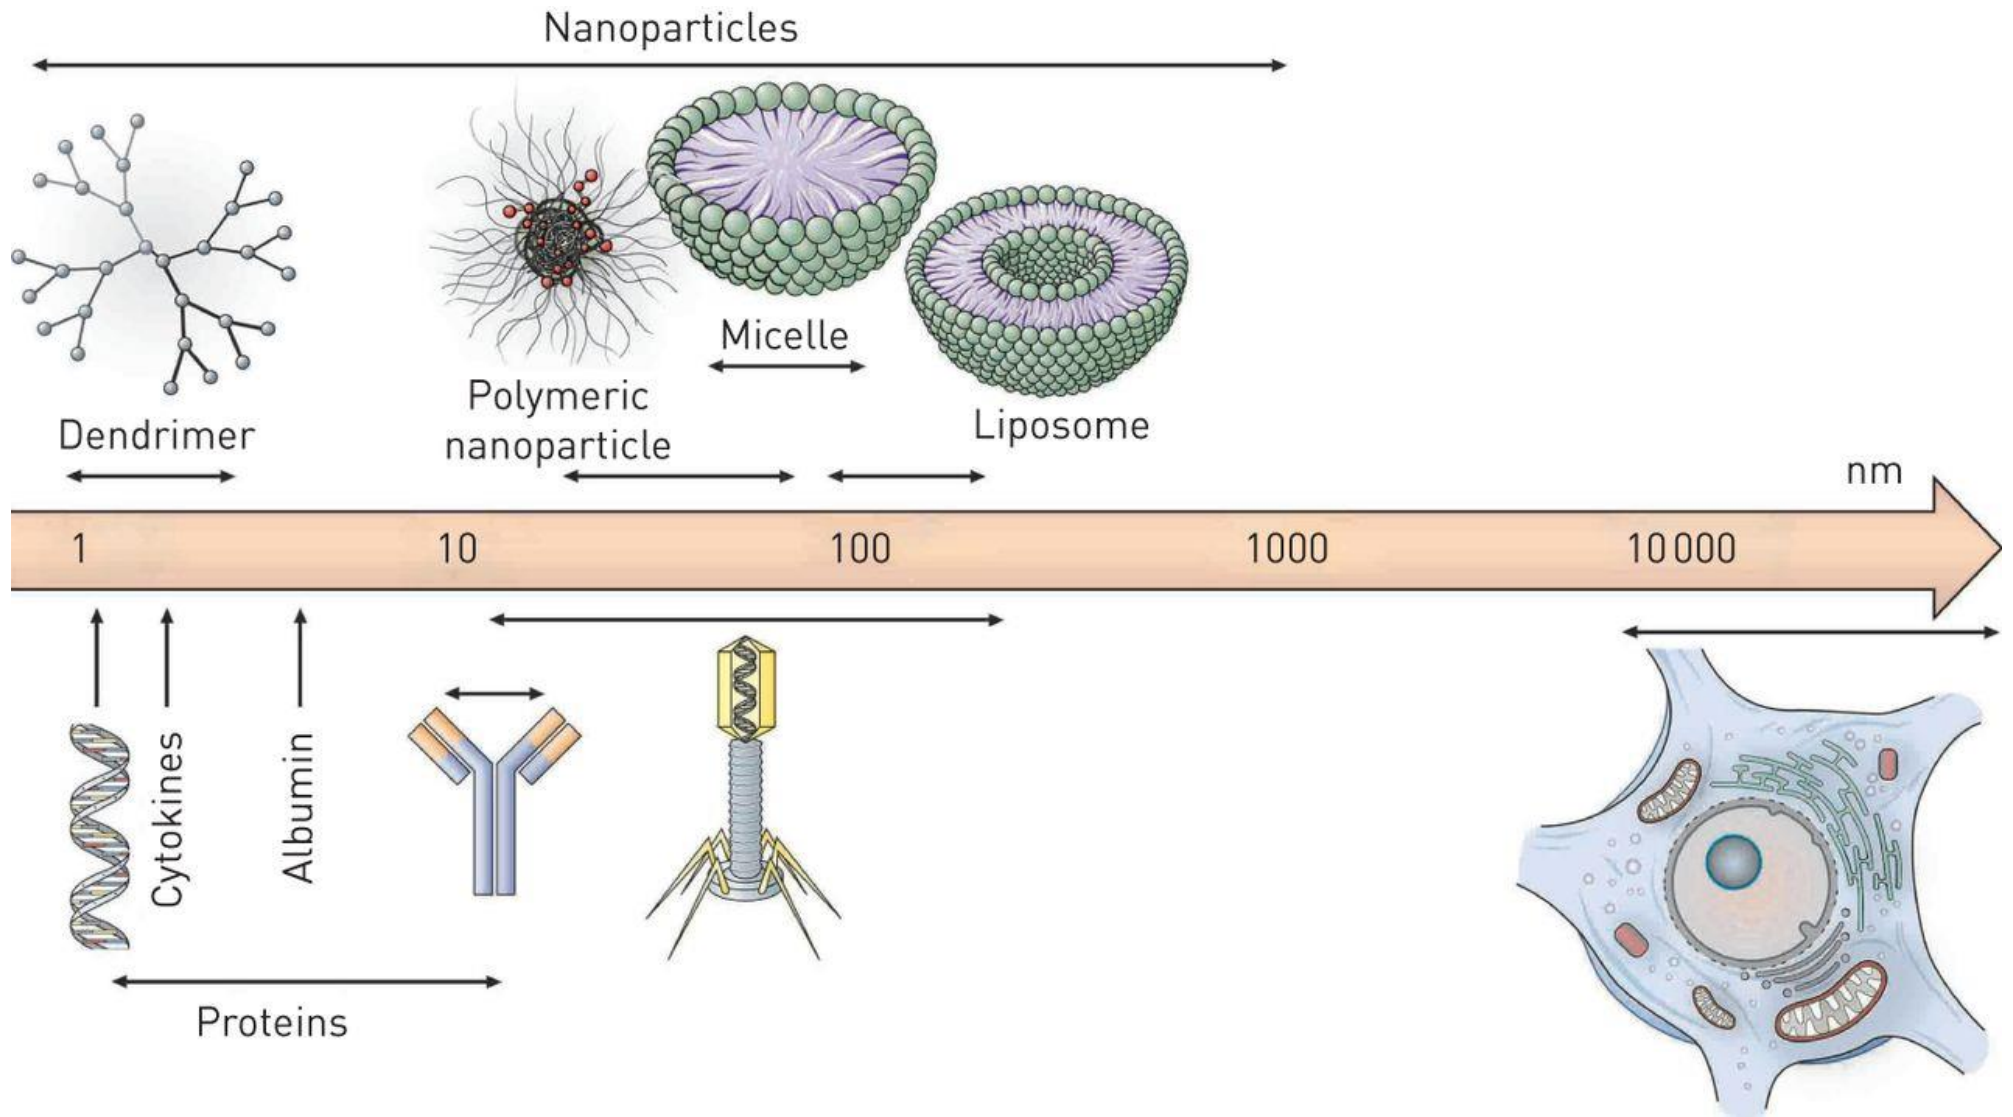 Nanoparticles
Micelle
Polymeric
nanoparticle
Liposome
Dendrimer
nm
1 10 100 1000 10 000
Cytokines
Albumin
Proteins